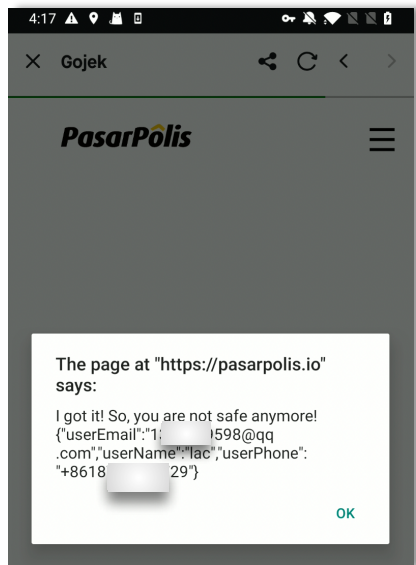 4:17
Gojek
PasarPôlis
The page at "https://pasarpolis.io"
says:
I got it! So, you are not safe anymore!
{"userEmail":"1 598@qq
.com","userName":"lac","userPhone":
"+8618 29"}
OK